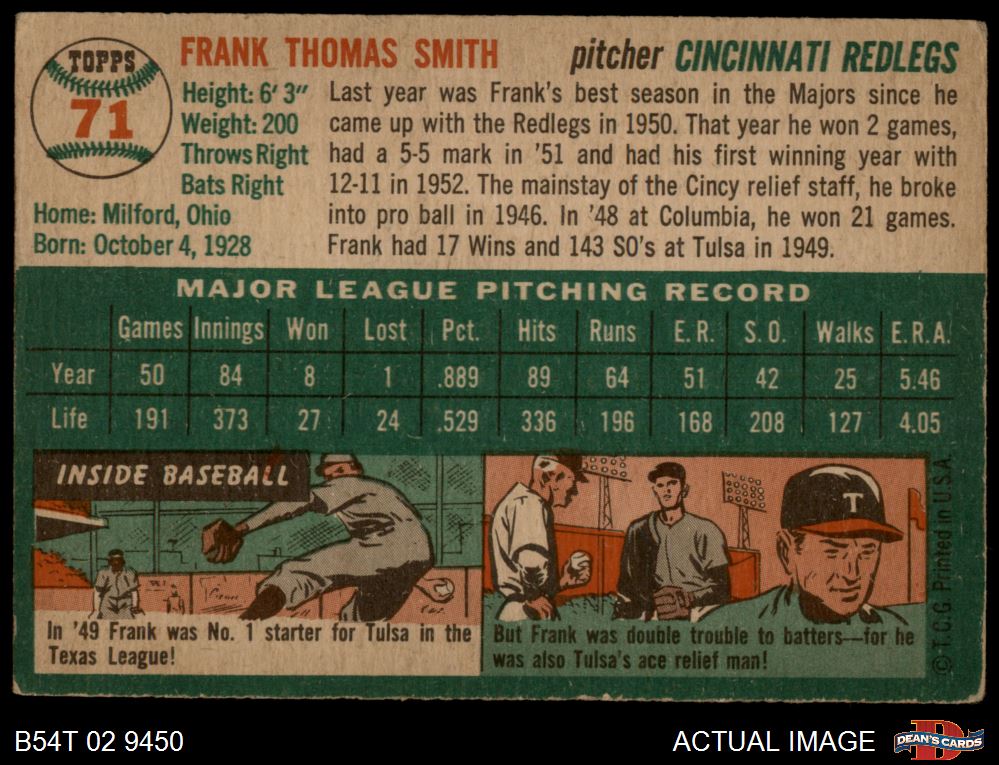 TOPPS
71
FRANK THOMAS SMITH
pitcher CINCINNATI REDLEGS
Height: 6' 3"
Weight: 200
Throws Right
Bats Right
Home: Milford, Ohio
Born: October 4, 1928
Last year was Frank's best season in the Majors since he
came up with the Redlegs in 1950. That year he won 2 games,
had a 5-5 mark in '51 and had his first winning year with
12-11 in 1952. The mainstay of the Cincy relief staff, he broke
into pro ball in 1946. In '48 at Columbia, he won 21 games.
Frank had 17 Wins and 143 SO's at Tulsa in 1949.
MAJOR LEAGUE PITCHING RECORD
Games Innings Won Lost Pct. Hits Runs E. R. S. O. Walks E. R. A.
Year 50 84 8 1 .889 89 64 51 42 25 5.46
Life 191 373 27 24 .529 336 196 168 208 127 4.05
INSIDE BASEBALL
In '49 Frank was No. 1 starter for Tulsa in the
Texas League!
T
T
But Frank was double trouble to batters—for he
was also Tulsa's ace relief man!
© T.C.G. Printed in U.S.A.
B54T 02 9450
ACTUAL IMAGE
DEAN'S CARDS